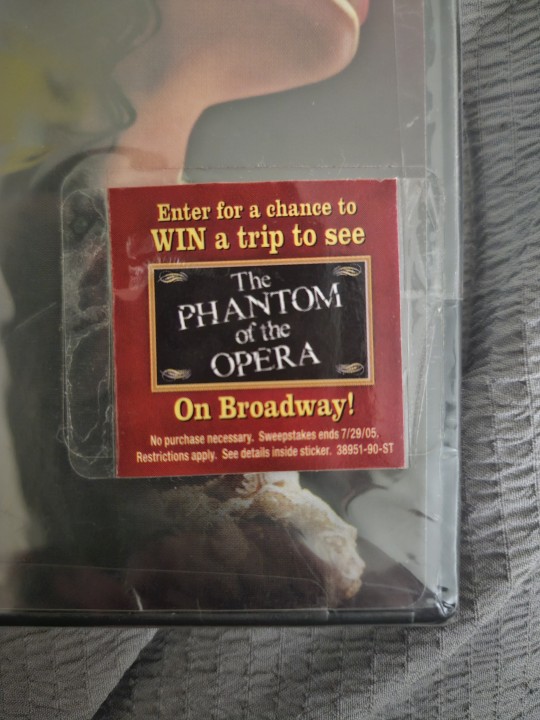 Enter for a chance to
WIN a trip to see
The
PHANTOM
of the
OPERA
On Broadway!
No purchase necessary. Sweepstakes ends 7/29/05.
Restrictions apply. See details inside sticker. 38951-90-ST